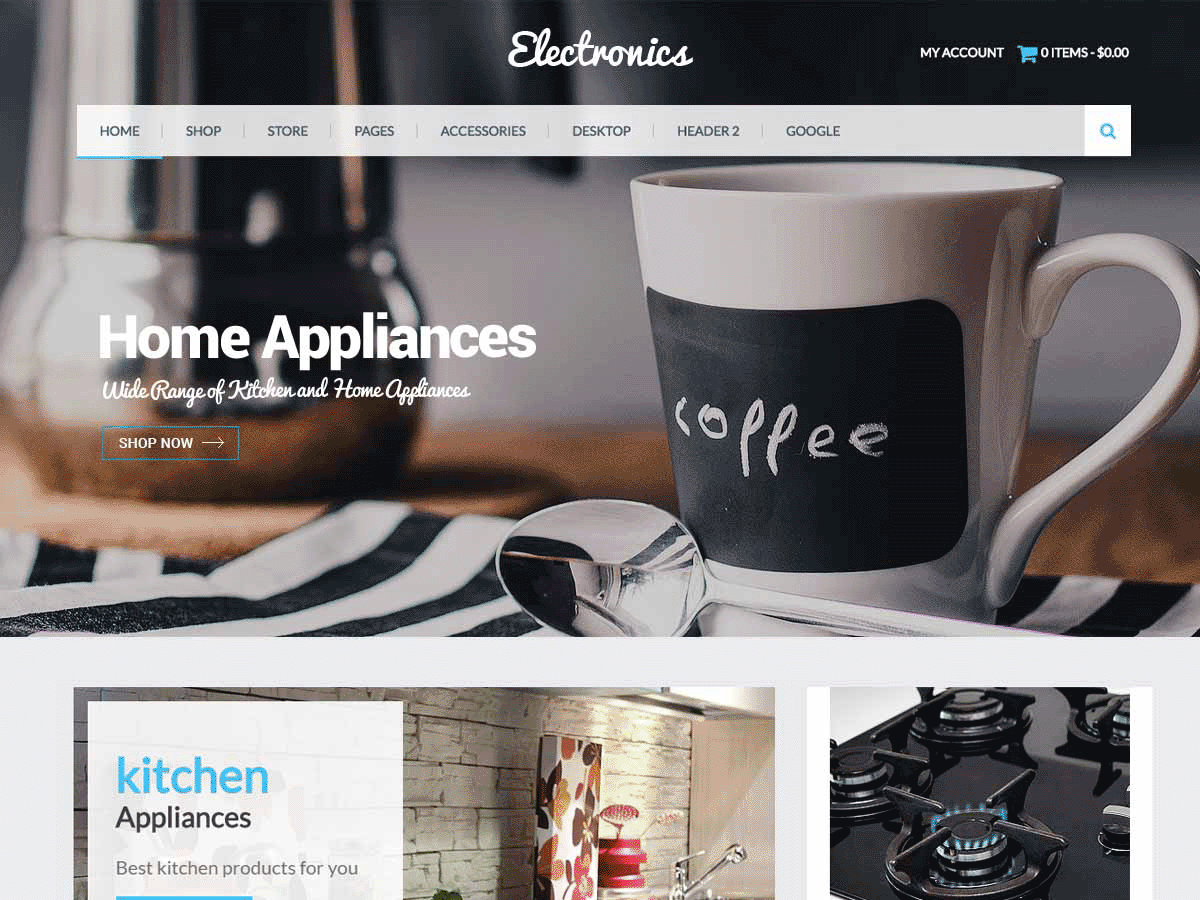 Electronics
MY ACCOUNT
0 ITEMS - $0.00
HOME SHOP STORE PAGES ACCESSORIES DESKTOP HEADER 2 GOOGLE
Home Appliances
Wide Range of Kitchen and Home Appliances
SHOP NOW
coffee
kitchen
Appliances
Best kitchen products for you